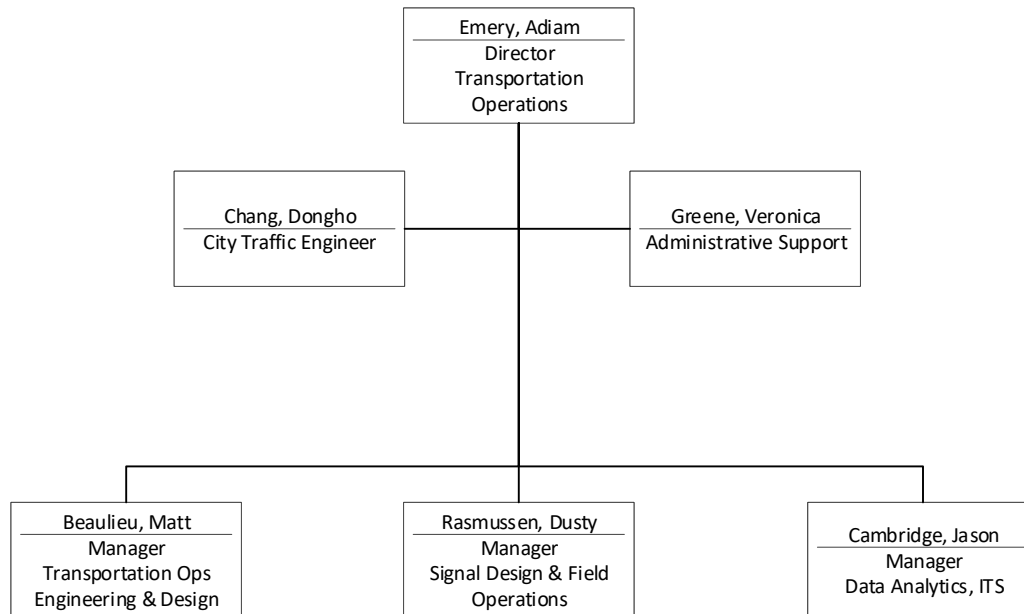 Emery, Adiam
Director
Transportation
Operations
Chang, Dongho
City Traffic Engineer
Greene, Veronica
Administrative Support
Beaulieu, Matt
Manager
Transportation Ops
Engineering & Design
Rasmussen, Dusty
Manager
Signal Design & Field
Operations
Cambridge, Jason
Manager
Data Analytics, ITS